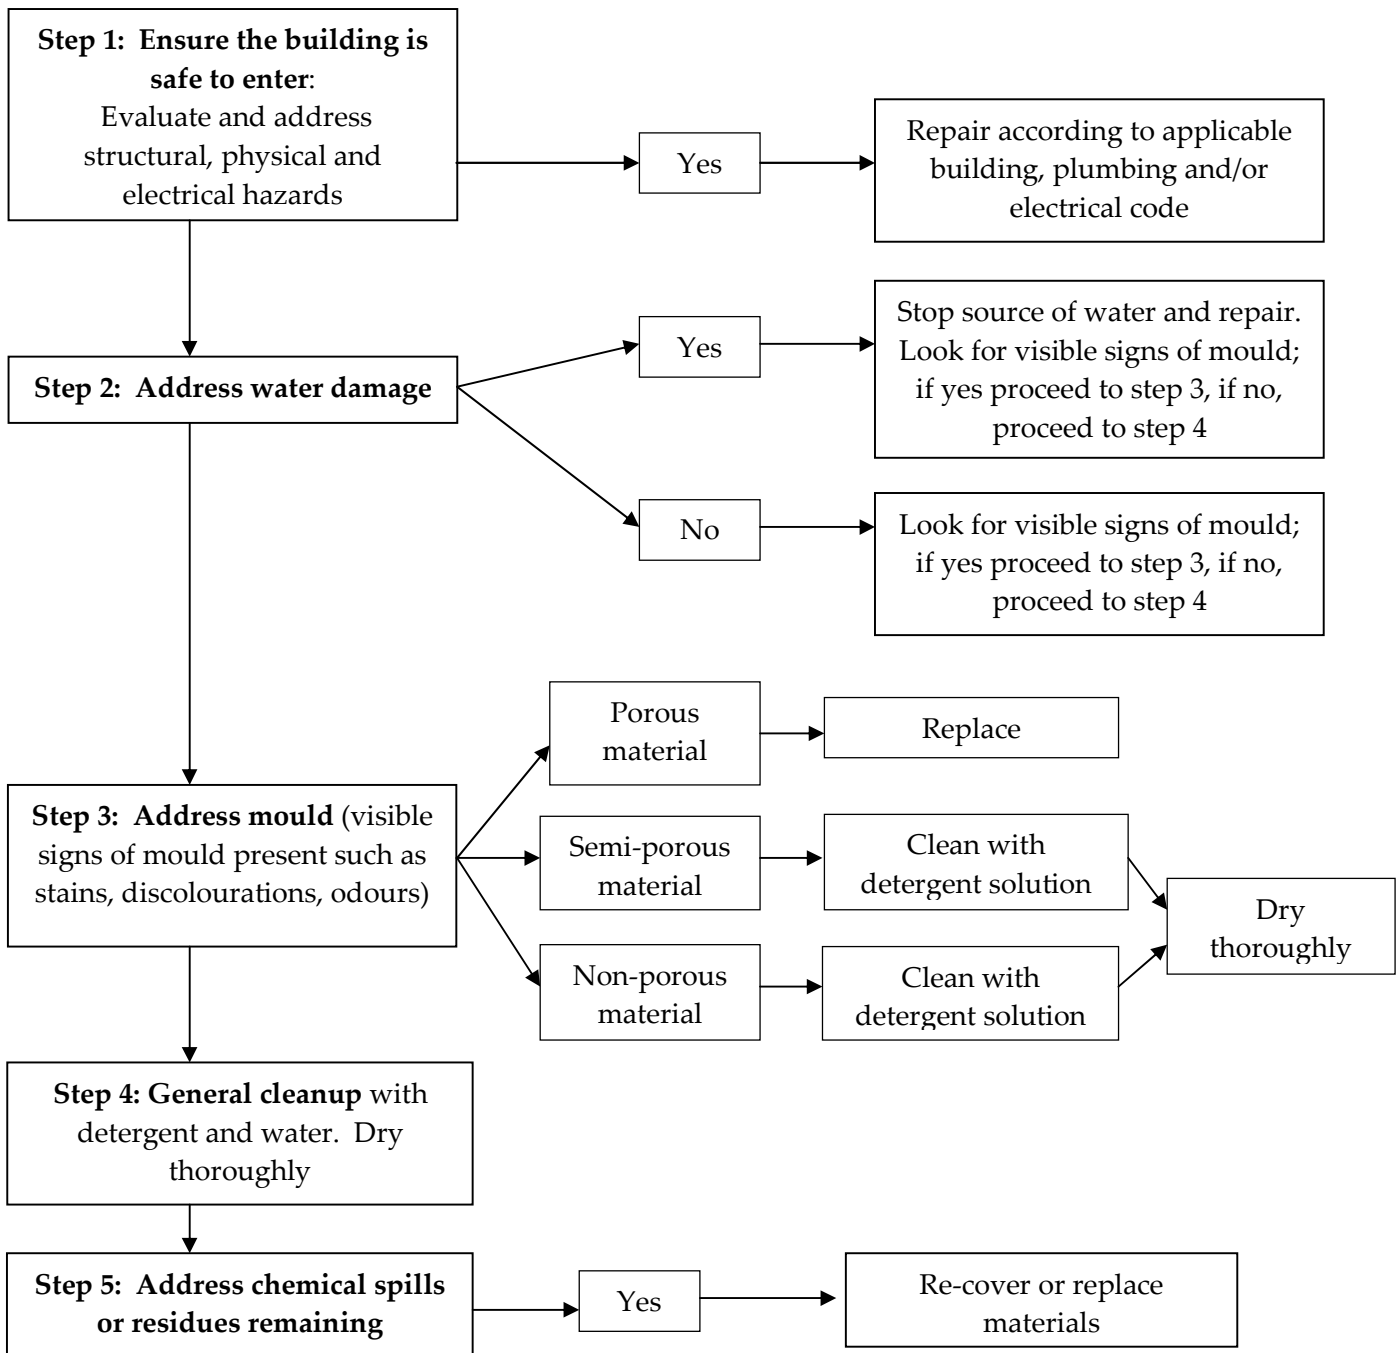 Step 1:  Ensure the building is
safe to enter:
Evaluate and address
structural, physical and
electrical hazards
Yes
Repair according to applicable
building, plumbing and/or
electrical code
Step 2:  Address water damage
Yes
Stop source of water and repair.
Look for visible signs of mould;
if yes proceed to step 3, if no,
proceed to step 4
No
Look for visible signs of mould;
if yes proceed to step 3, if no,
proceed to step 4
Step 3:  Address mould (visible
signs of mould present such as
stains, discolourations, odours)
Porous
material
Replace
Semi-porous
material
Clean with
detergent solution
Non-porous
material
Clean with
detergent solution
Dry
thoroughly
Step 4: General cleanup with
detergent and water.  Dry
thoroughly
Step 5:  Address chemical spills
or residues remaining
Yes
Re-cover or replace
materials